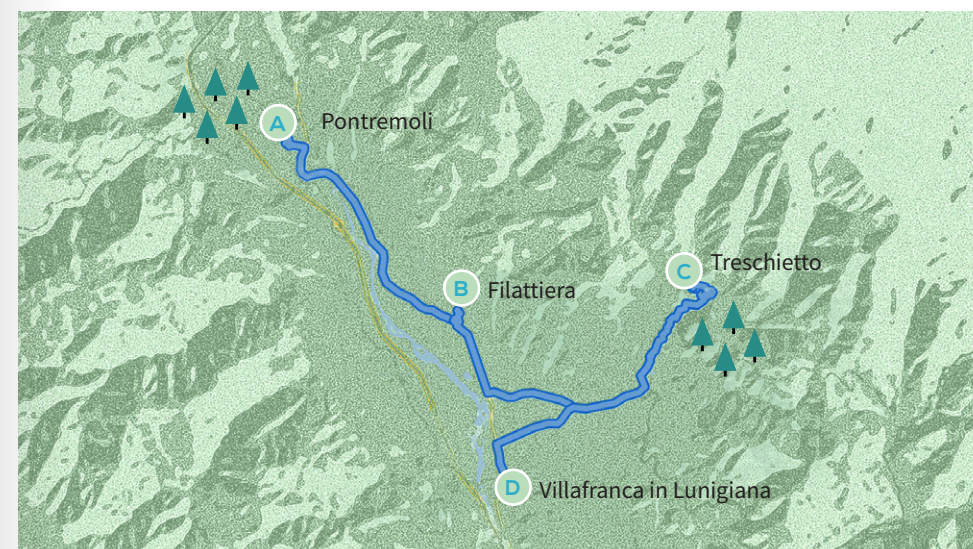 A Pontremoli
B Filattiera
C Treschietto
D Villafranca in Lunigiana